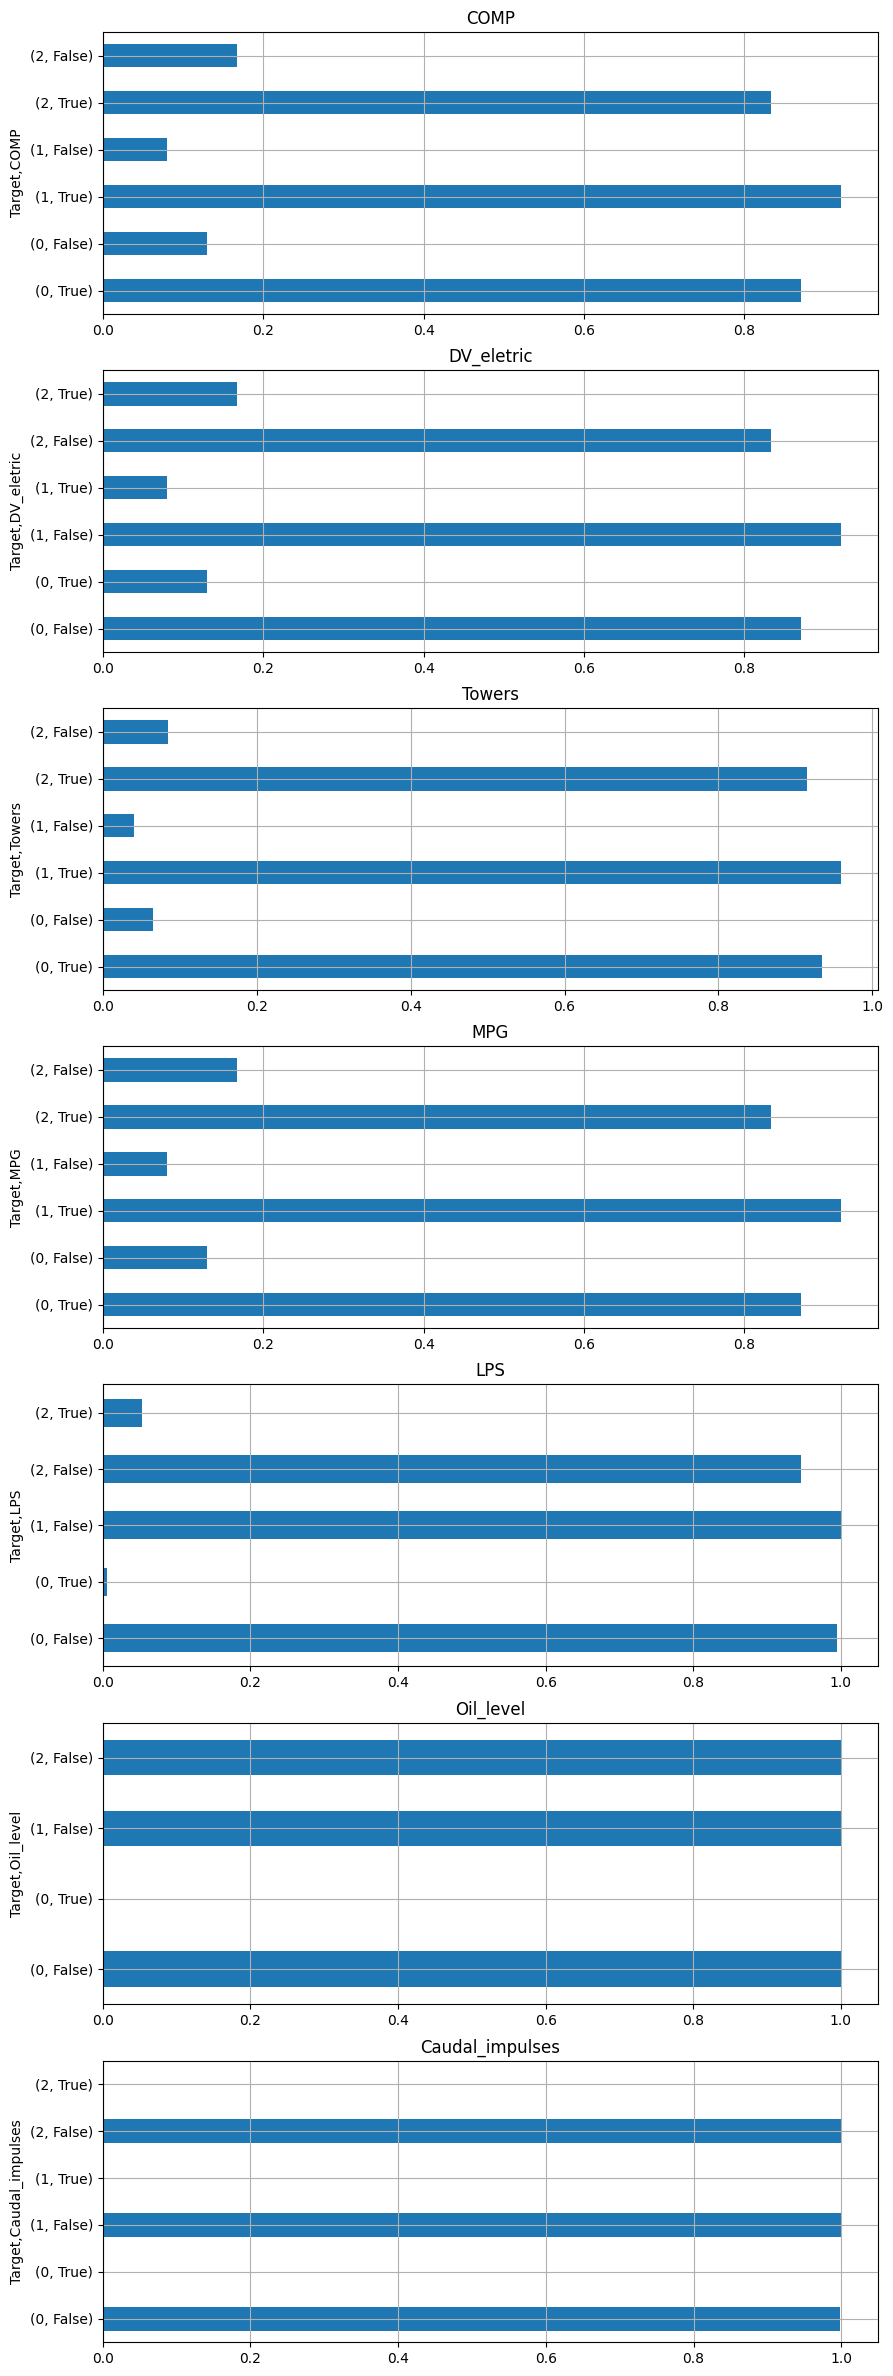 COMP
Target,COMP
(2, False)
(2, True)
(1, False)
(1, True)
(0, False)
(0, True)
0.0 0.2 0.4 0.6 0.8
DV_eletric
Target,DV_eletric
(2, True)
(2, False)
(1, True)
(1, False)
(0, True)
(0, False)
0.0 0.2 0.4 0.6 0.8
Towers
Target,Towers
(2, False)
(2, True)
(1, False)
(1, True)
(0, False)
(0, True)
0.0 0.2 0.4 0.6 0.8 1.0
MPG
Target,MPG
(2, False)
(2, True)
(1, False)
(1, True)
(0, False)
(0, True)
0.0 0.2 0.4 0.6 0.8
LPS
Target,LPS
(2, True)
(2, False)
(1, False)
(0, True)
(0, False)
0.0 0.2 0.4 0.6 0.8 1.0
Oil_level
Target,Oil_level
(2, False)
(1, False)
(0, True)
(0, False)
0.0 0.2 0.4 0.6 0.8 1.0
Caudal_impulses
Target,Caudal_impulses
(2, True)
(2, False)
(1, True)
(1, False)
(0, True)
(0, False)
0.0 0.2 0.4 0.6 0.8 1.0